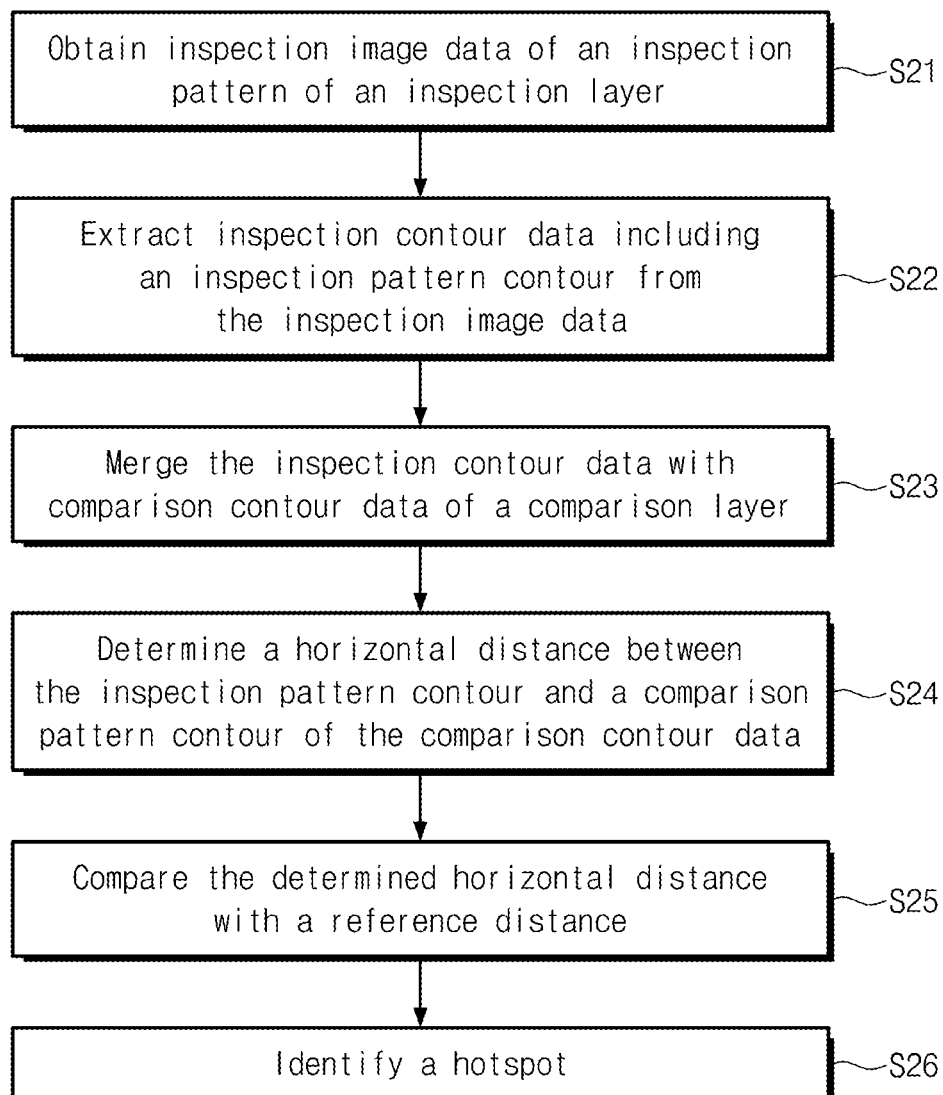 Obtain inspection image data of an inspection
pattern of an inspection layer
S21
Extract inspection contour data including
an inspection pattern contour from
the inspection image data
S22
Merge the inspection contour data with
comparison contour data of a comparison layer
S23
Determine a horizontal distance between
the inspection pattern contour and a comparison
pattern contour of the comparison contour data
S24
Compare the determined horizontal distance
with a reference distance
S25
Identify a hotspot
S26